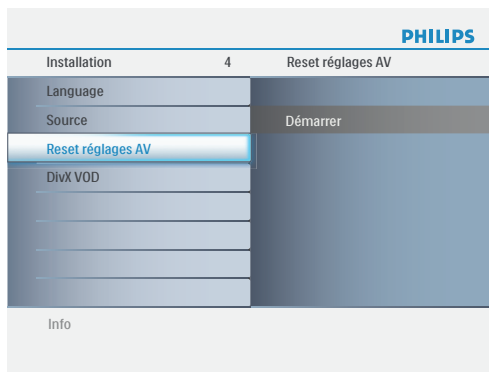 PHILIPS
Installation 4 Reset réglages AV
Language
Source Démarrer
Reset réglages AV
DivX VOD
Info